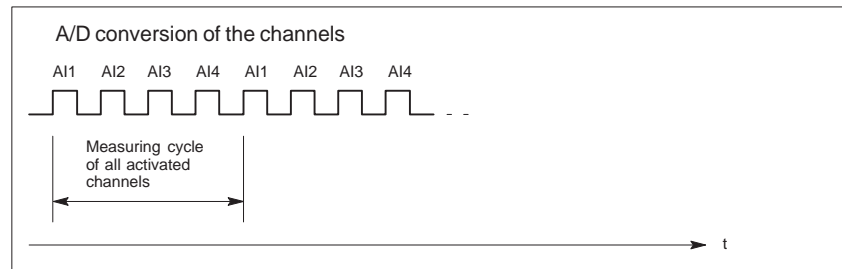 A/D conversion of the channels
AI1 AI2 AI3 AI4 AI1 AI2 AI3 AI4
Measuring cycle
of all activated
channels
t